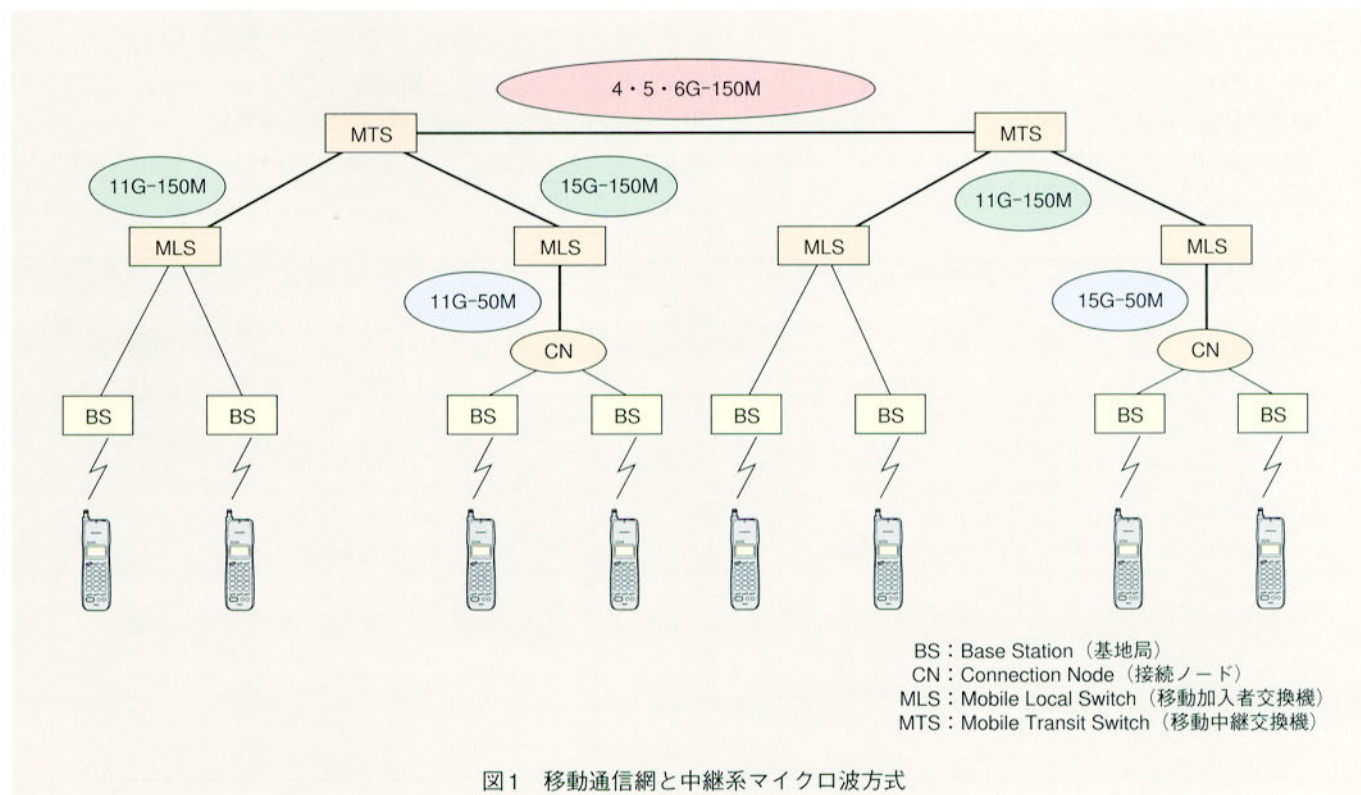 4・5・6G-150M
MTS
MTS
11G-150M
15G-150M
11G-150M
MLS
MLS
MLS
MLS
11G-50M
15G-50M
CN
CN
BS
BS
BS
BS
BS
BS
BS
BS
BS：Base Station（基地局）
CN：Connection Node（接続ノード）
MLS：Mobile Local Switch（移動加入者交換機）
MTS：Mobile Transit Switch（移動中継交換機）
図1　移動通信網と中継系マイクロ波方式